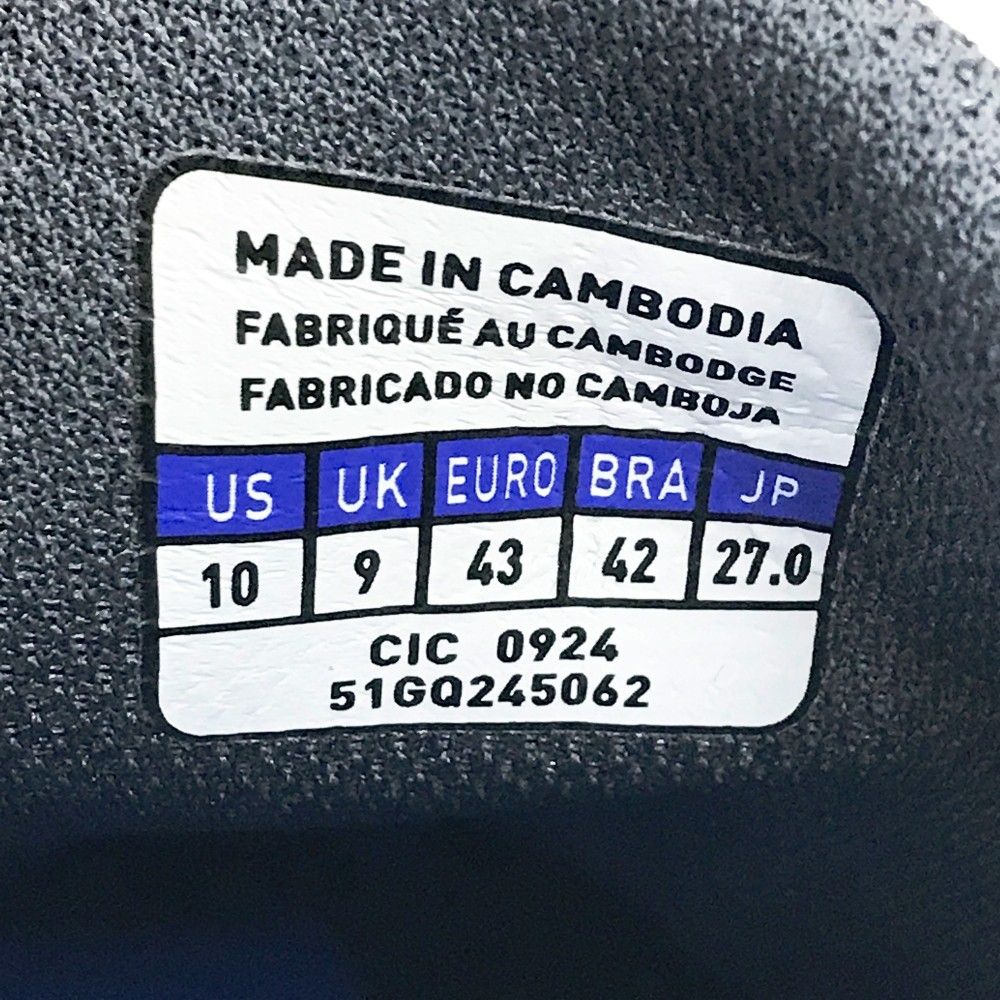 MADE IN CAMBODIA
FABRIQUÉ AU CAMBODGE
FABRICADO NO CAMBOJA
US UK EURO BRA JP
10 9 43 42 27.0
CIC 0924
51GQ245062